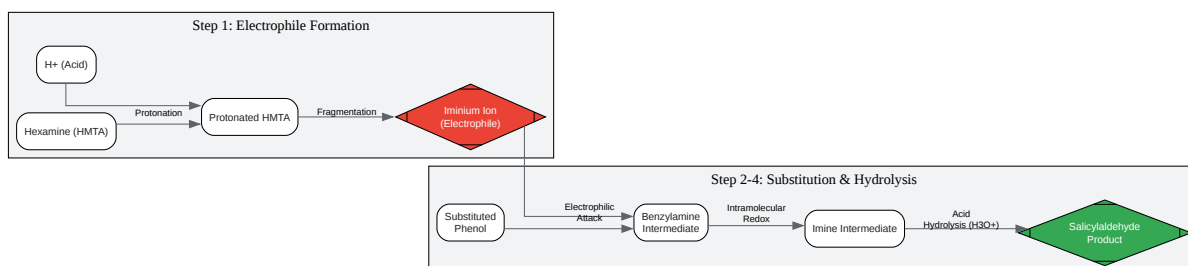 Step 1: Electrophile Formation
H+ (Acid)
Hexamine (HMTA)
Protonation
Protonated HMTA
Fragmentation
Iminium Ion
(Electrophile)
Step 2-4: Substitution & Hydrolysis
Substituted
Phenol
Electrophilic
Attack
Benzylamine
Intermediate
Intramolecular
Redox
Imine Intermediate
Acid
Hydrolysis (H3O+)
Salicylaldehyde
Product